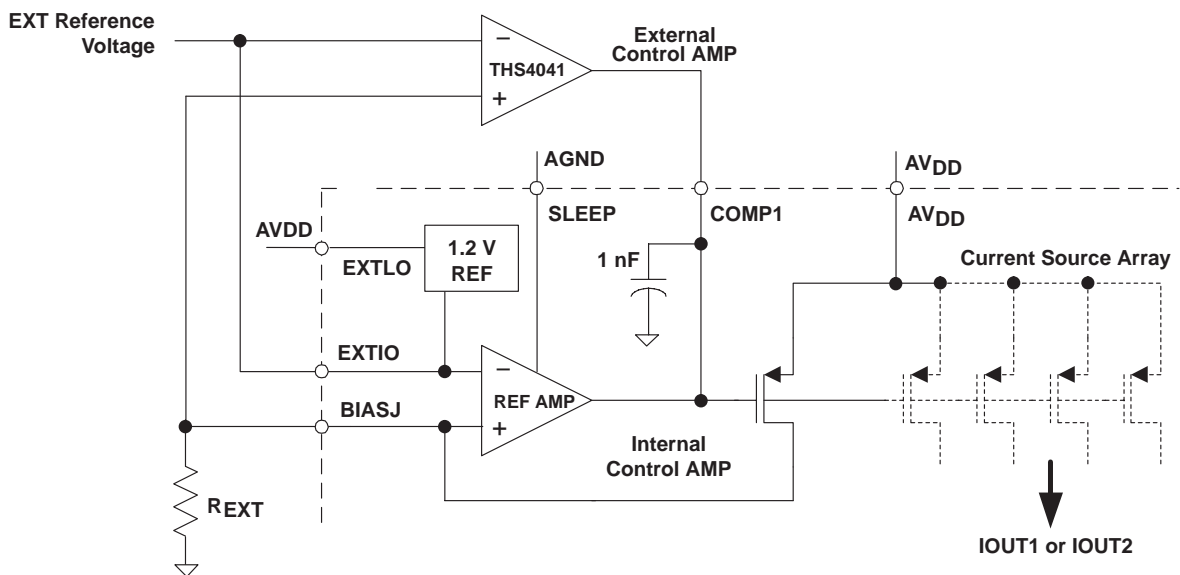 EXT Reference
Voltage
−
THS4041
+
External
Control AMP
AGND
SLEEP
COMP1
AVDD
AVDD
AVDD
EXTLO
1.2 V
REF
1 nF
Current Source Array
EXTIO
−
REF AMP
+
BIASJ
Internal
Control AMP
REXT
IOUT1 or IOUT2